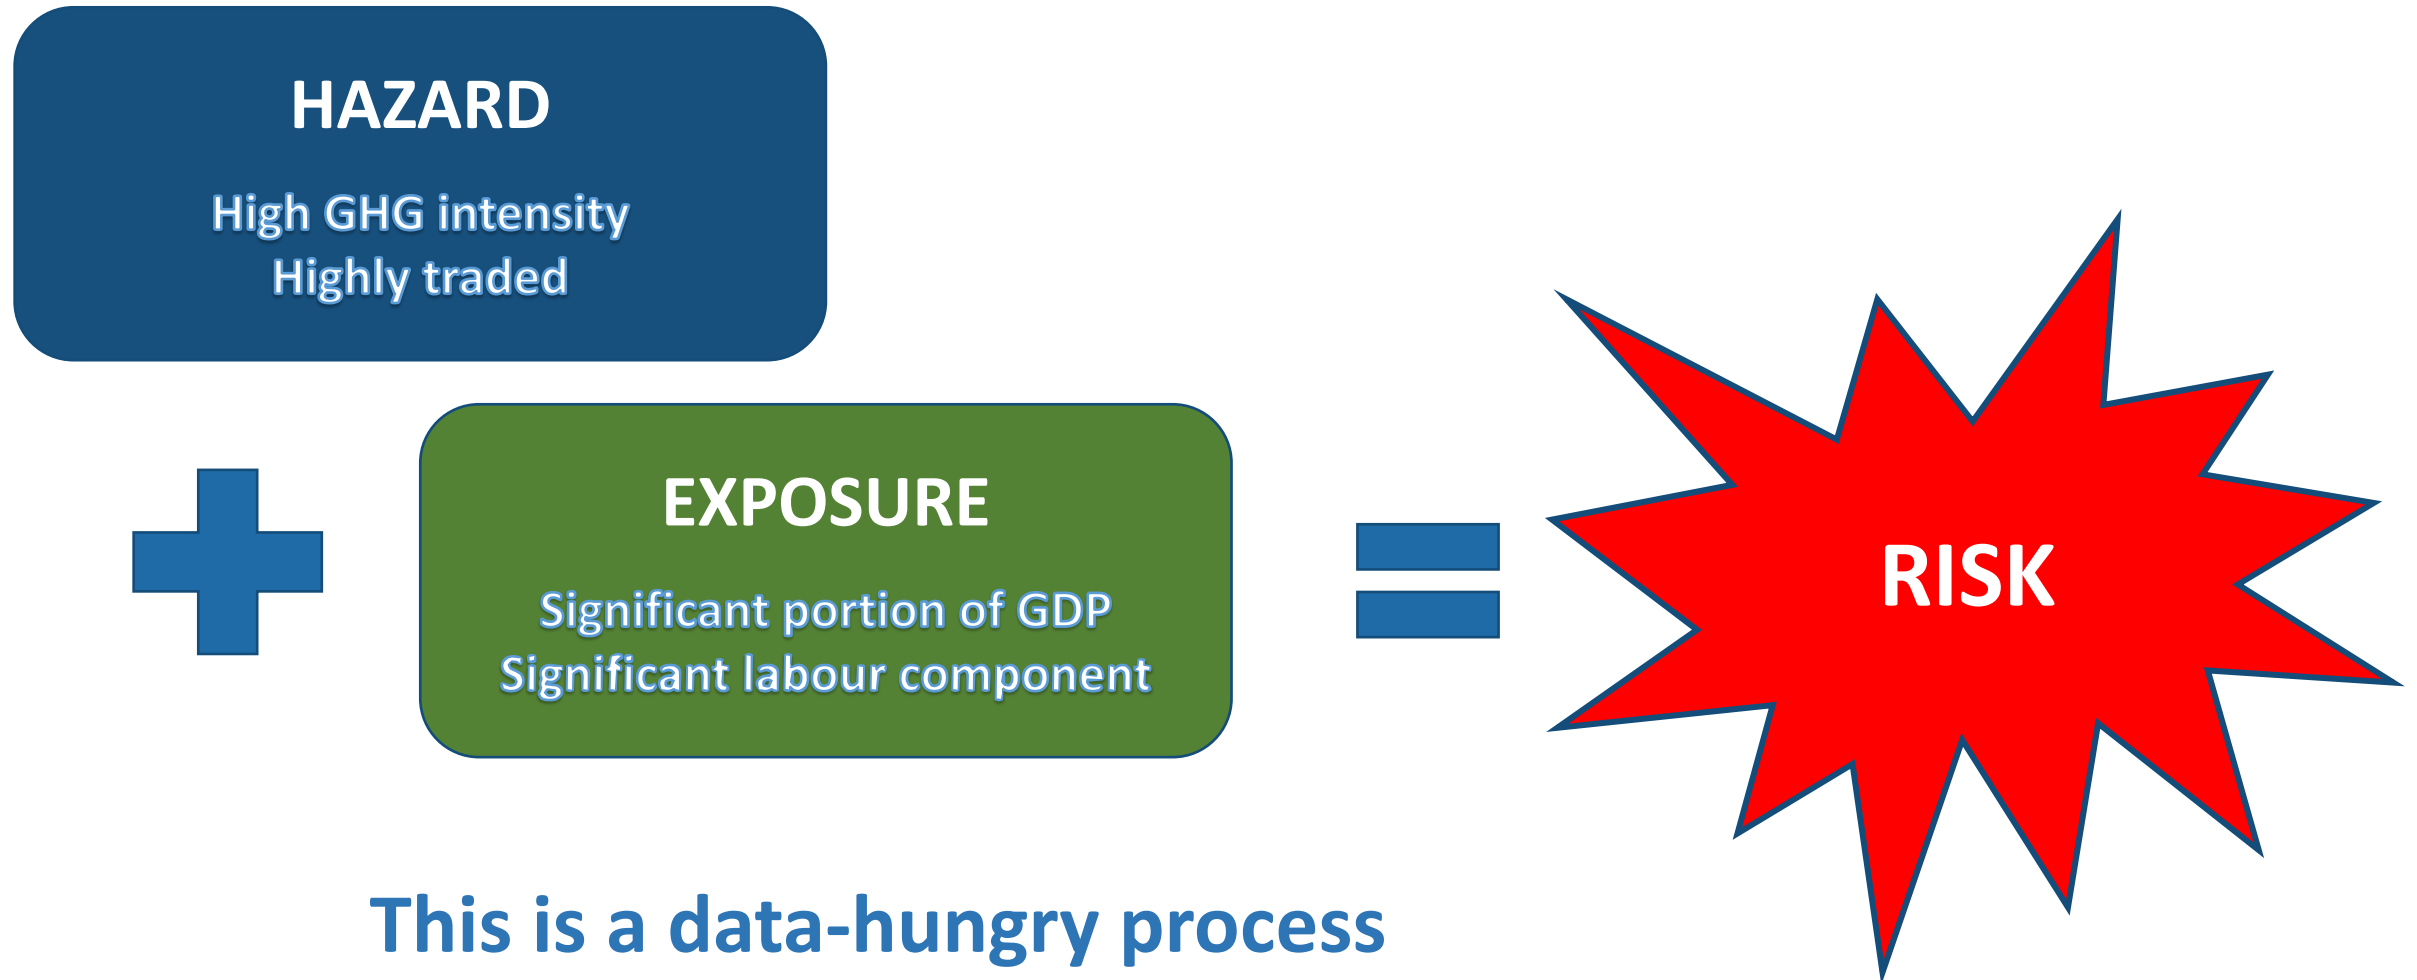 HAZARD
High GHG intensity
Highly traded
EXPOSURE
Significant portion of GDP
Significant labour component
RISK
This is a data-hungry process